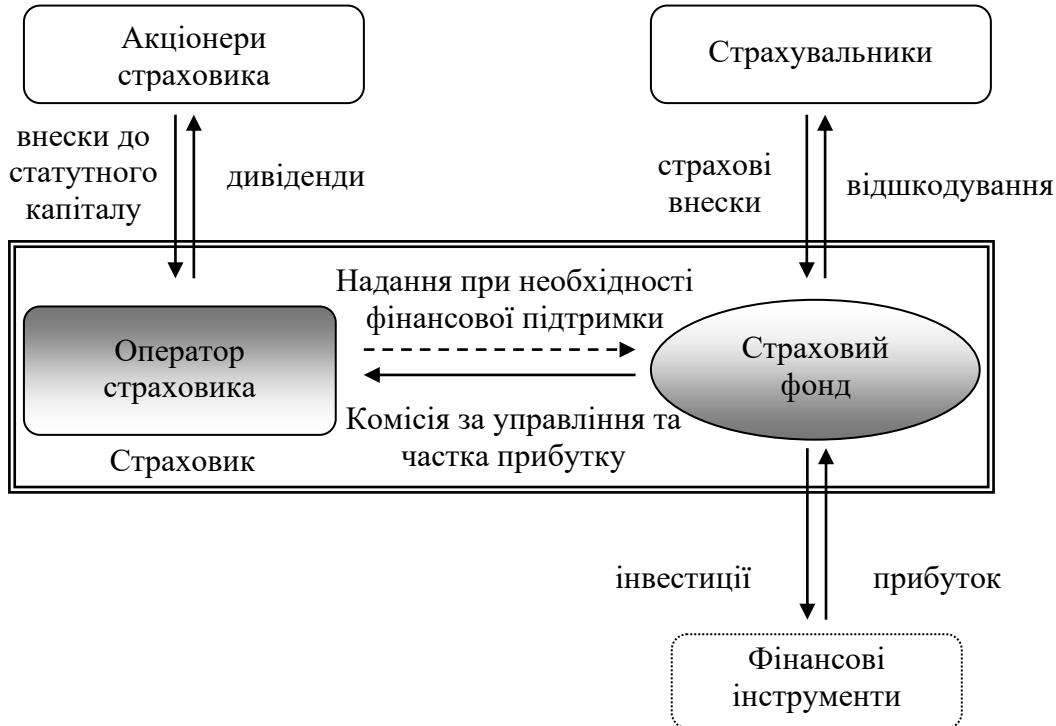 Акціонери
страховика
Страхувальники
внески до
статутного
капіталу
дивіденди
страхові
внески
відшкодування
Надання при необхідності
фінансової підтримки
Оператор
страховика
Страховий
фонд
Комісія за управління та
частка прибутку
Страховик
інвестиції
прибуток
Фінансові
інструменти